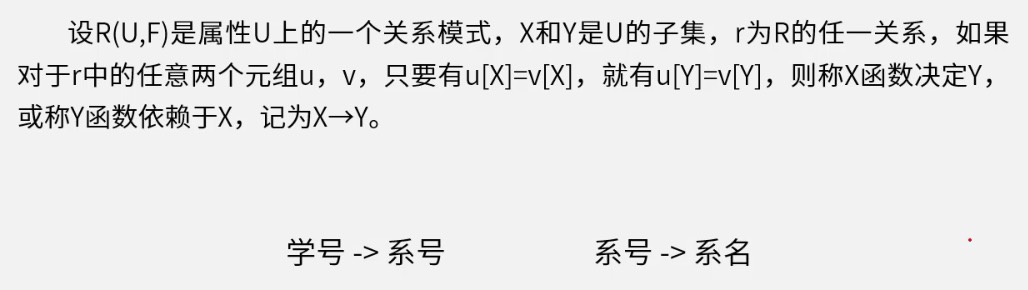 设R(U,F)是属性U上的一个关系模式，X和Y是U的子集，r为R的任一关系，如果
对于r中的任意两个元组u，v，只要有u[X]=v[X]，就有u[Y]=v[Y]，则称X函数决定Y，
或称Y函数依赖于X，记为X→Y。
学号 -> 系号 系号 -> 系名